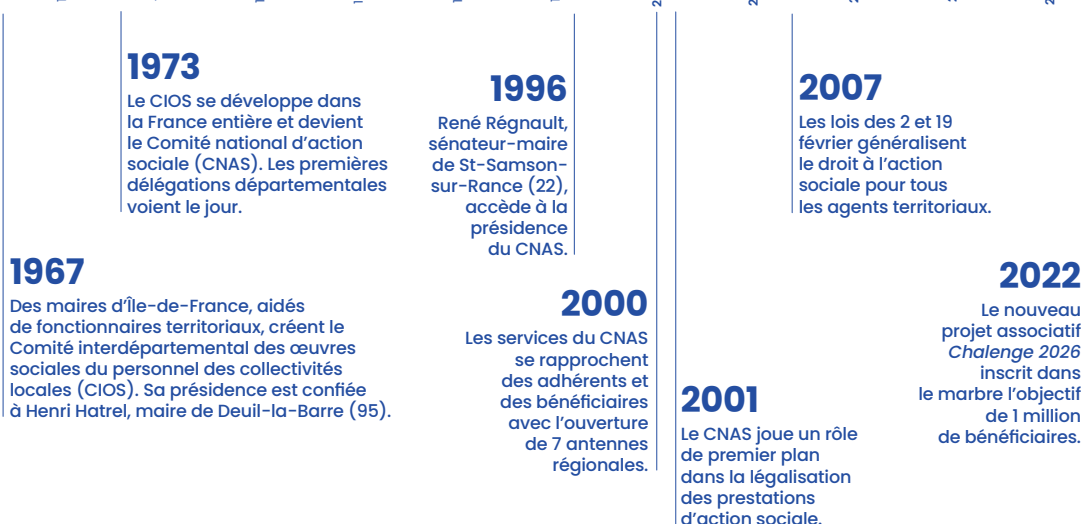 1973
Le CIOS se développe dans
la France entière et devient
le Comité national d’action
sociale (CNAS). Les premières
délégations départementales
voient le jour.
1996
René Régnault,
sénateur-maire
de St-Samson-
sur-Rance (22),
accède à la
présidence
du CNAS.
2007
Les lois des 2 et 19
février généralisent
le droit à l’action
sociale pour tous
les agents territoriaux.
1967
Des maires d’Île-de-France, aidés
de fonctionnaires territoriaux, créent le
Comité interdépartemental des œuvres
sociales du personnel des collectivités
locales (CIOS). Sa présidence est confiée
à Henri Hatrel, maire de Deuil-la-Barre (95).
2000
Les services du CNAS
se rapprochent
des adhérents et
des bénéficiaires
avec l’ouverture
de 7 antennes
régionales.
2001
Le CNAS joue un rôle
de premier plan
dans la légalisation
des prestations
d’action sociale.
2022
Le nouveau
projet associatif
Chalenge 2026
inscrit dans
le marbre l’objectif
de 1 million
de bénéficiaires.